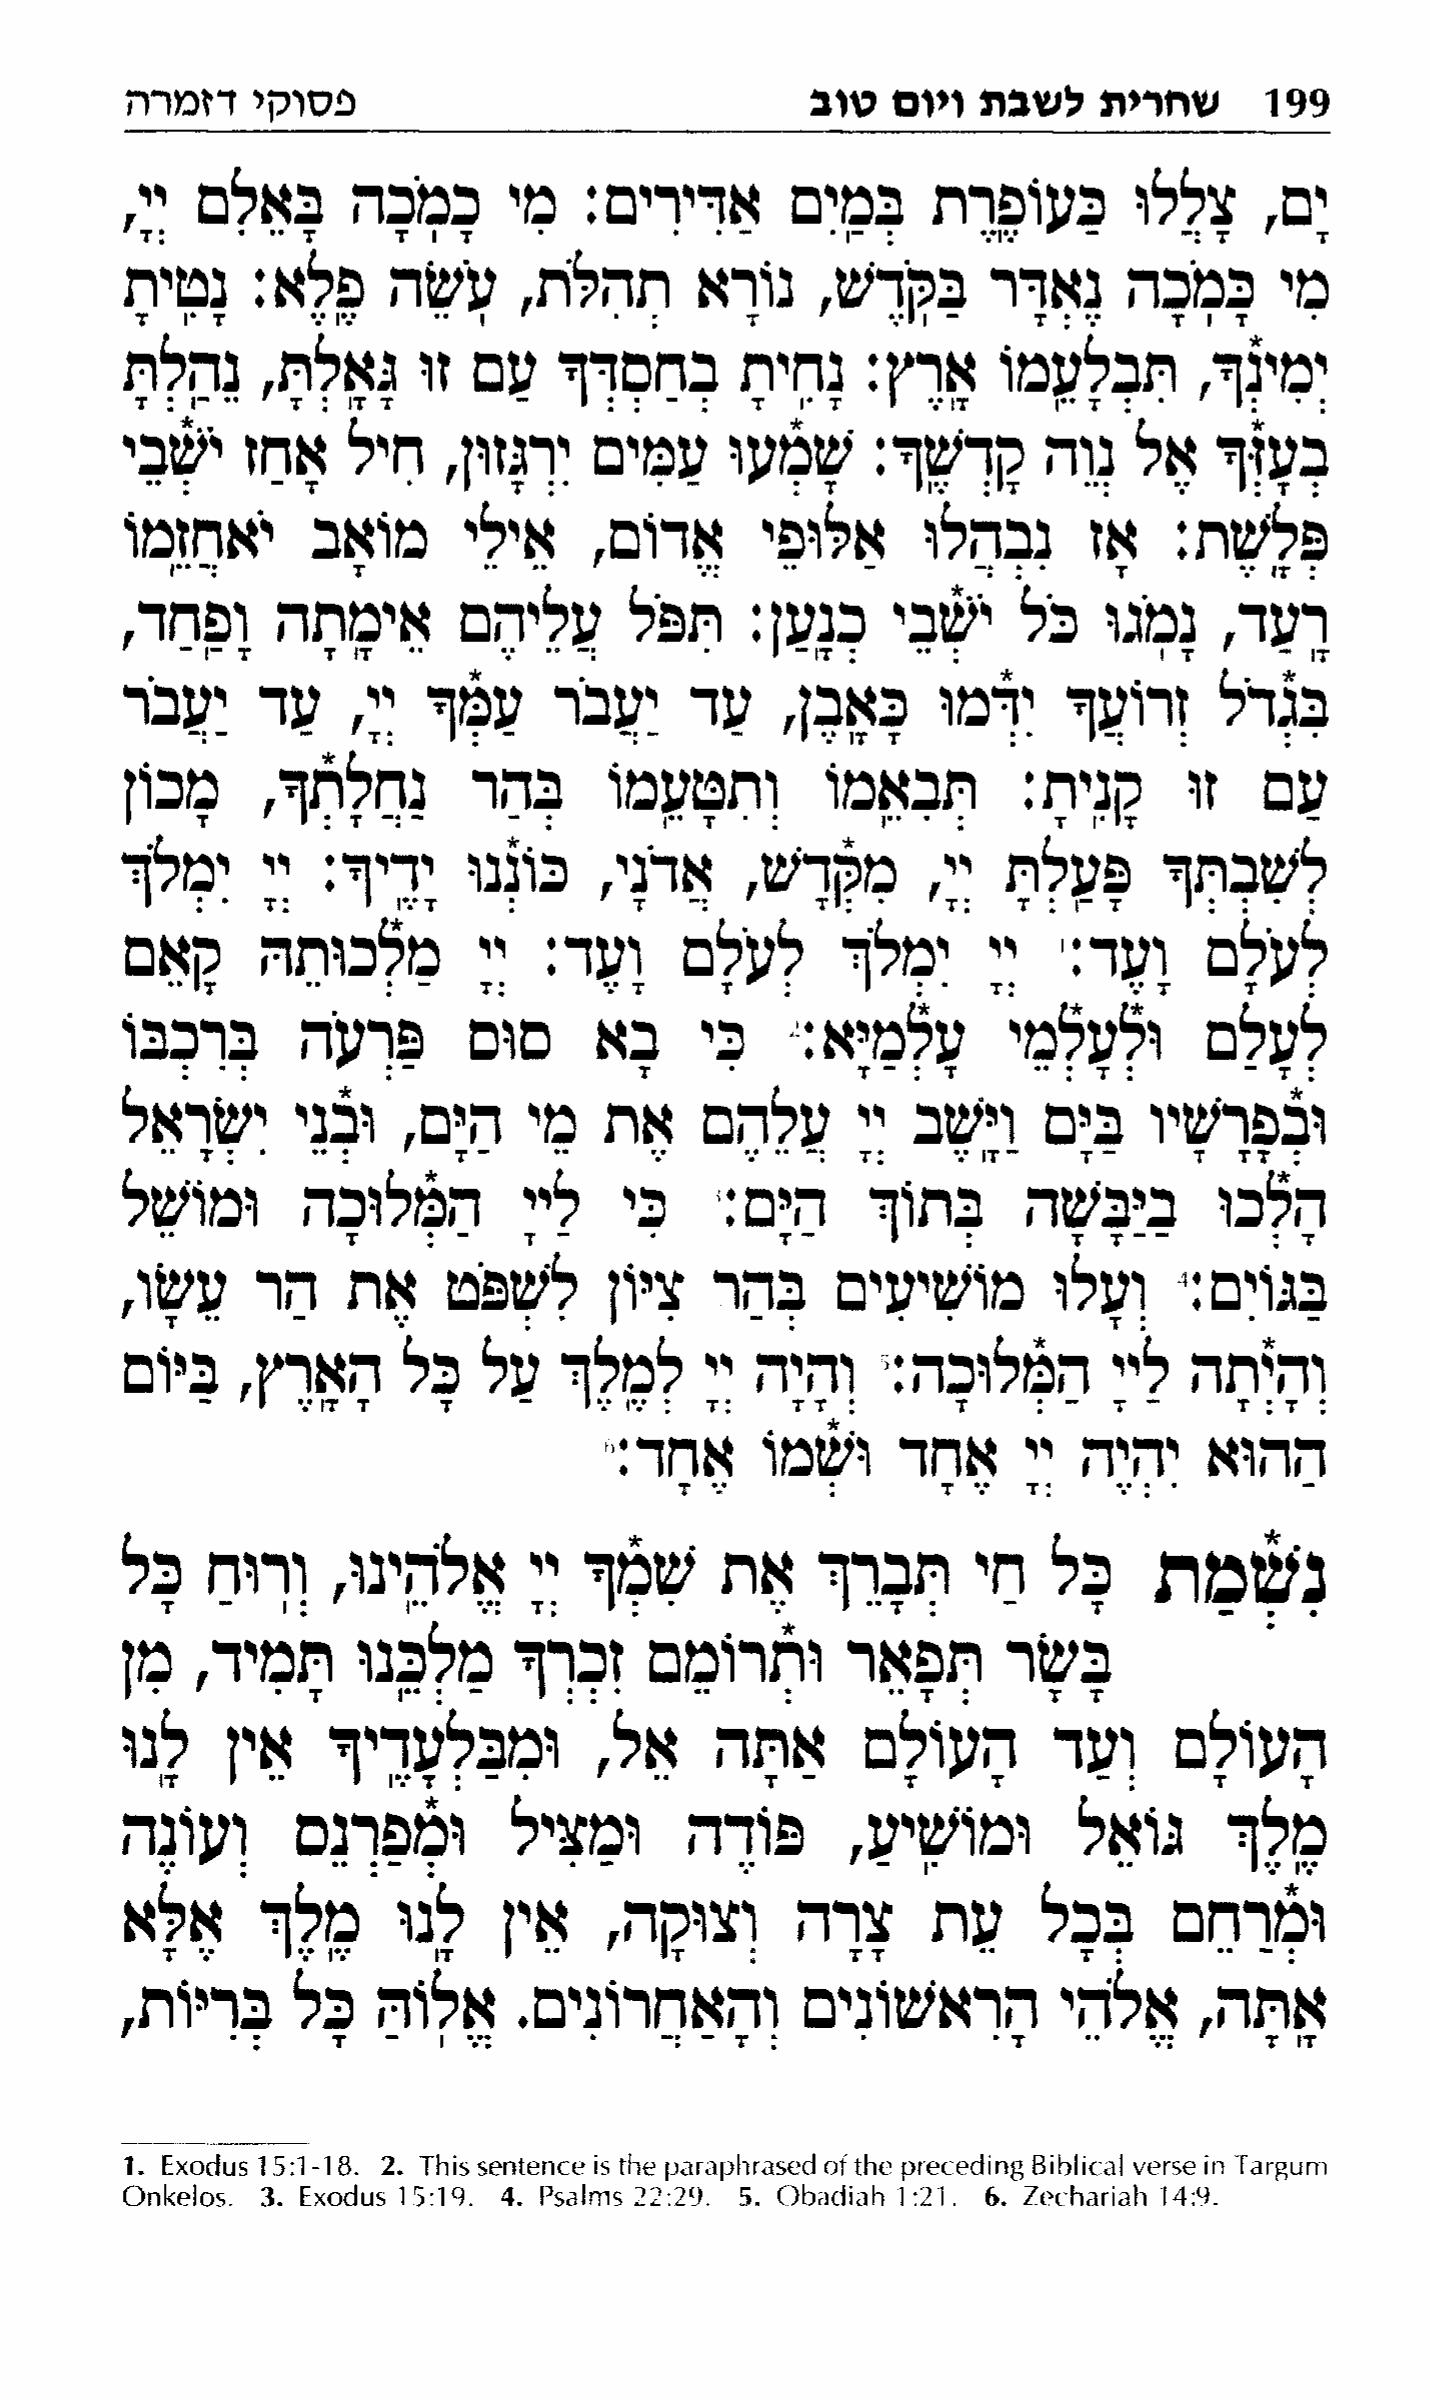 199 שחרית לשבת ויום טוב פסוקי דזמרה
יָם, צָלֲלוּ כַּעוֹפֶרֶת בְּמַיִם אַדִּירִים: מִי כָמֹכָה בָּאֵלִם יְיָ,
מִי כָּמֹכָה נֶאְדָּר בַּקֹּדֶשׁ, נוֹרָא תְהִלֹּת, עֹשֵׂה פֶלֶא: נָטִיתָ
יְמִינְךָ, תִּבְלָעֵמוֹ אָרֶץ: נָחִיתָ בְחַסְדְּךָ עַם זוּ גָּאָלְתָּ, נֵהַלְתָּ
בְעָזְּךָ אֶל נְוֵה קָדְשֶׁךָ: שָׁמְעוּ עַמִּים יִרְגָּזוּן, חִיל אָחַז יֹשְׁבֵי
פְּלָשֶׁת: אָז נִבְהֲלוּ אַלּוּפֵי אֱדוֹם, אֵילֵי מוֹאָב יֹאחֲזֵמוֹ
רָעַד, נָמֹגוּ כֹּל יֹשְׁבֵי כְנָעַן: תִּפֹּל עֲלֵיהֶם אֵימָתָה וָפַחַד,
בִּגְדֹל זְרוֹעֲךָ יִדְּמוּ כָּאָבֶן, עַד יַעֲבֹר עַמְּךָ יְיָ, עַד יַעֲבֹר
עַם זוּ קָנִיתָ: תְּבִאֵמוֹ וְתִטָּעֵמוֹ בְּהַר נַחֲלָתְךָ, מָכוֹן
לְשִׁבְתְּךָ פָּעַלְתָּ יְיָ, מִקְּדָשׁ, אֲדֹנָי, כּוֹנְנוּ יָדֶיךָ: יְיָ יִמְלֹךְ
לְעֹלָם וָעֶד:¹ יְיָ יִמְלֹךְ לְעֹלָם וָעֶד: יְיָ מַלְכוּתֵהּ קָאֵם
לְעָלַם וּלְעָלְמֵי עָלְמַיָּא:² כִּי בָא סוּס פַּרְעֹה בְּרִכְבּוֹ
וּבְפָרָשָׁיו בַּיָּם וַיָּשֶׁב יְיָ עֲלֵהֶם אֶת מֵי הַיָּם, וּבְנֵי יִשְׂרָאֵל
הָלְכוּ בַיַּבָּשָׁה בְּתוֹךְ הַיָּם:³ כִּי לַייָ הַמְּלוּכָה וּמוֹשֵׁל
בַּגּוֹיִם:⁴ וְעָלוּ מוֹשִׁיעִים בְּהַר צִיּוֹן לִשְׁפֹּט אֶת הַר עֵשָׂו,
וְהָיְתָה לַייָ הַמְּלוּכָה:⁵ וְהָיָה יְיָ לְמֶלֶךְ עַל כָּל הָאָרֶץ, בַּיּוֹם
הַהוּא יִהְיֶה יְיָ אֶחָד וּשְׁמוֹ אֶחָד:⁶
נִשְׁמַת כָּל חַי תְּבָרֵךְ אֶת שִׁמְךָ יְיָ אֱלֹהֵינוּ, וְרוּחַ כָּל
בָּשָׂר תְּפָאֵר וּתְרוֹמֵם זִכְרְךָ מַלְכֵּנוּ תָּמִיד, מִן
הָעוֹלָם וְעַד הָעוֹלָם אַתָּה אֵל, וּמִבַּלְעָדֶיךָ אֵין לָנוּ
מֶלֶךְ גּוֹאֵל וּמוֹשִׁיעַ, פּוֹדֶה וּמַצִּיל וּמְפַרְנֵס וְעוֹנֶה
וּמְרַחֵם בְּכָל עֵת צָרָה וְצוּקָה, אֵין לָנוּ מֶלֶךְ אֶלָּא
אָתָּה, אֱלֹהֵי הָרִאשׁוֹנִים וְהָאַחֲרוֹנִים. אֱלוֹהַּ כָּל בְּרִיּוֹת,
1. Exodus 15:1-18. 2. This sentence is the paraphrased of the preceding Biblical verse in Targum
Onkelos. 3. Exodus 15:19. 4. Psalms 22:29. 5. Obadiah 1:21. 6. Zechariah 14:9.